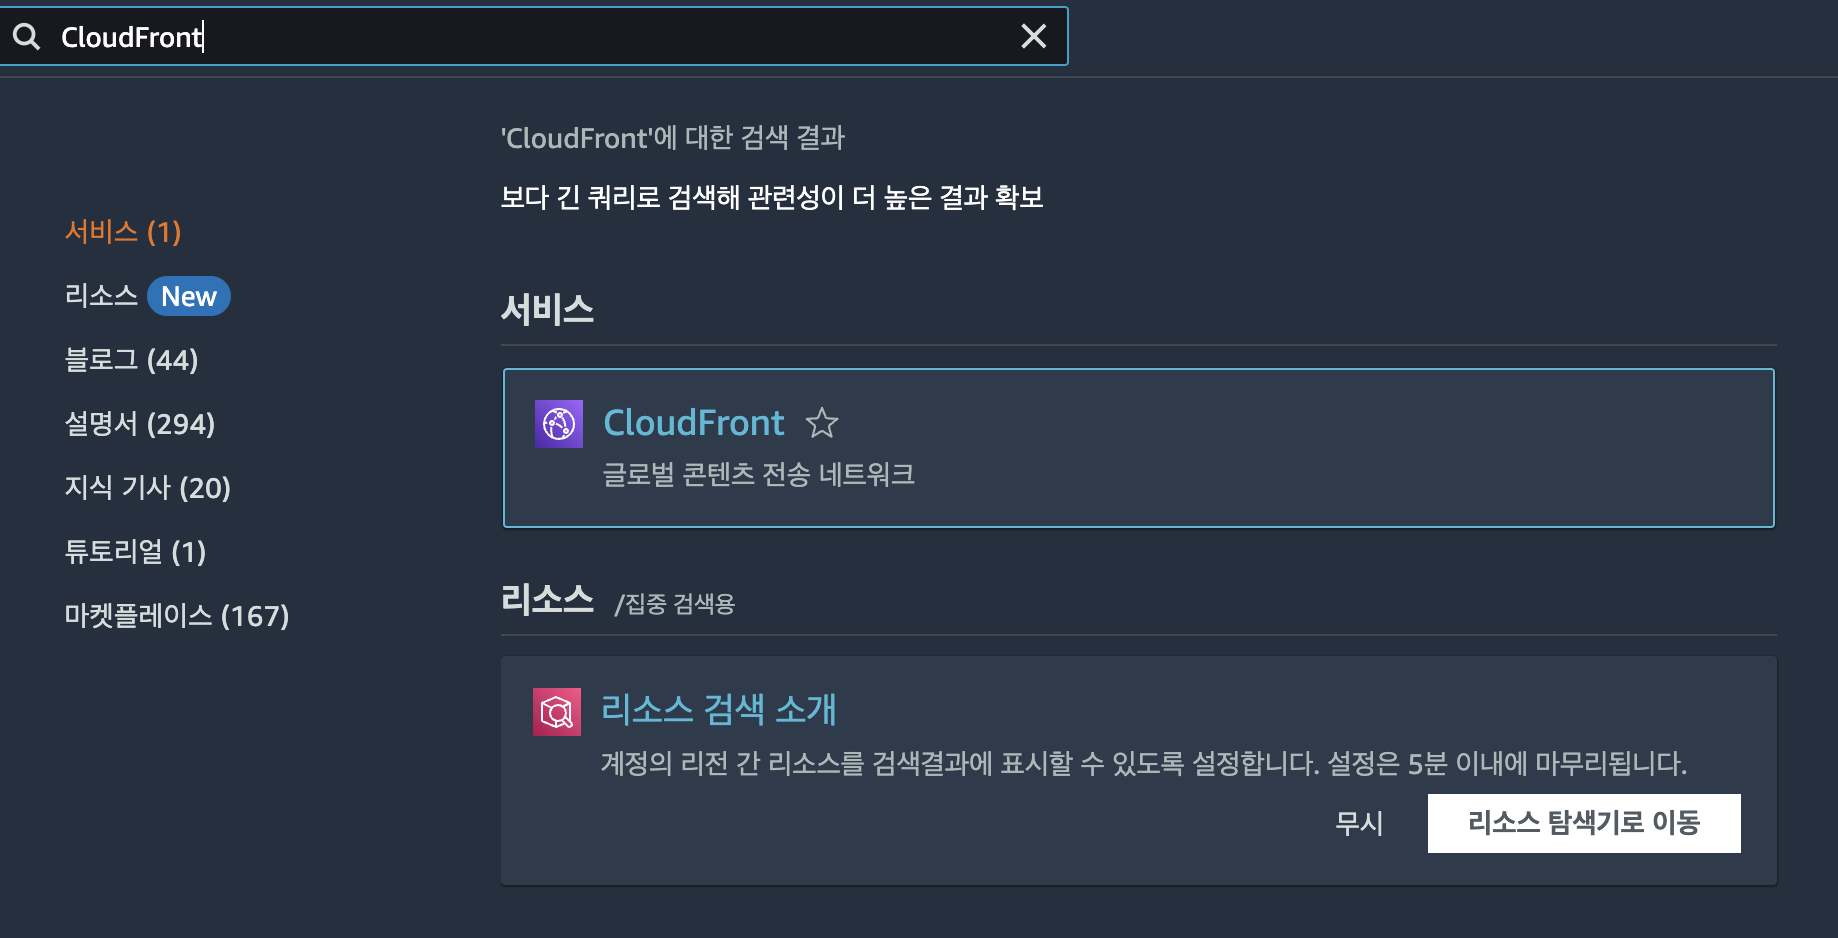 CloudFront
'CloudFront'에 대한 검색 결과
보다 긴 쿼리로 검색해 관련성이 더 높은 결과 확보
서비스 (1)
리소스 New
블로그 (44)
설명서 (294)
지식 기사 (20)
튜토리얼 (1)
마켓플레이스 (167)
서비스
CloudFront
글로벌 콘텐츠 전송 네트워크
리소스 /집중 검색용
리소스 검색 소개
계정의 리전 간 리소스를 검색결과에 표시할 수 있도록 설정합니다. 설정은 5분 이내에 마무리됩니다.
무시 리소스 탐색기로 이동